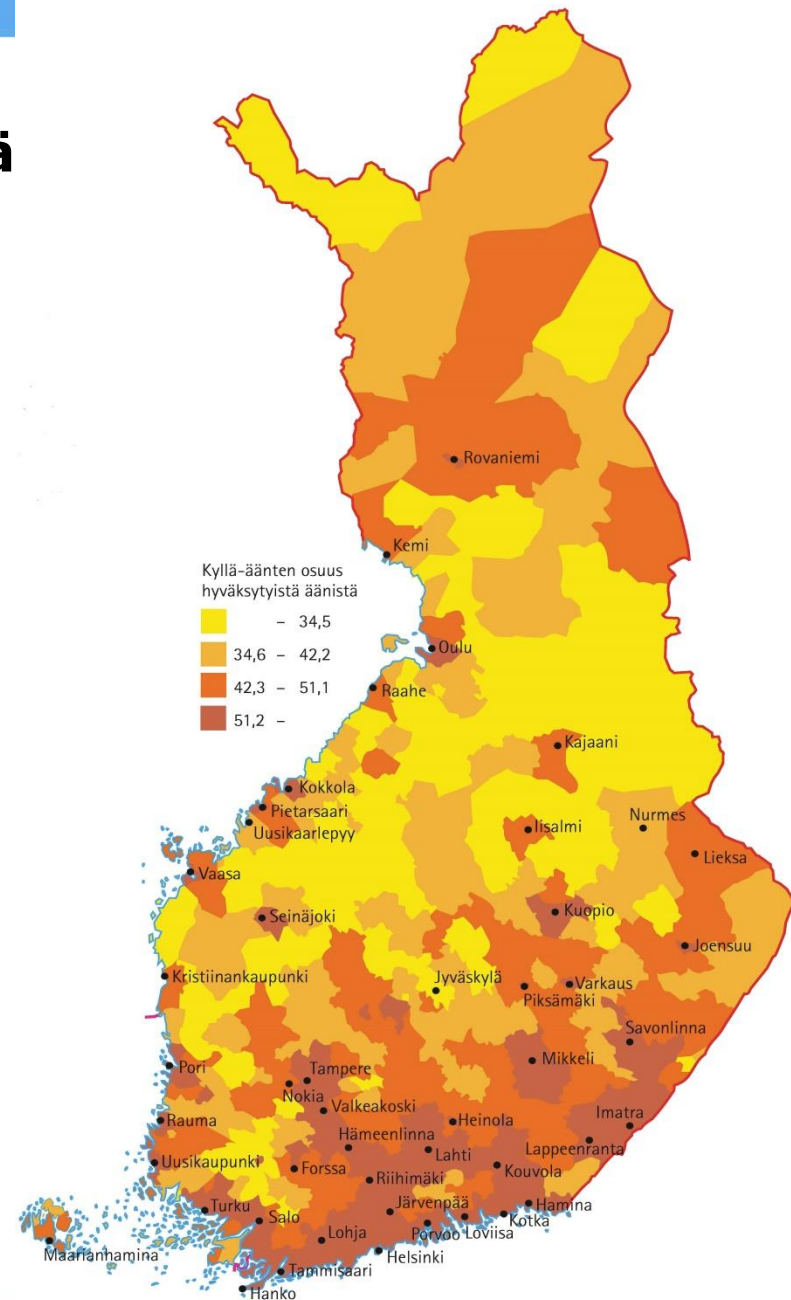 ä
Kyllä-äänten osuus
hyväksytyistä äänistä
– 34,5
34,6 – 42,2
42,3 – 51,1
51,2 –
Rovaniemi
Kemi
Oulu
Raahe
Kajaani
Kokkola
Pietarsaari
Uusikaarlepyy
Iisalmi
Nurmes
Lieksa
Vaasa
Seinäjoki
Kuopio
Joensuu
Kristiinankaupunki
Jyväskylä
Varkaus
Piksämäki
Savonlinna
Mikkeli
Pori
Tampere
Nokia
Valkeakoski
Imatra
Rauma
Heinola
Hämeenlinna
Lahti
Lappeenranta
Uusikaupunki
Forssa
Kouvola
Riihimäki
Turku
Järvenpää
Hamina
Salo
Kotka
Lohja
Porvoo
Loviisa
Maarianhamina
Helsinki
Tammisaari
Hanko